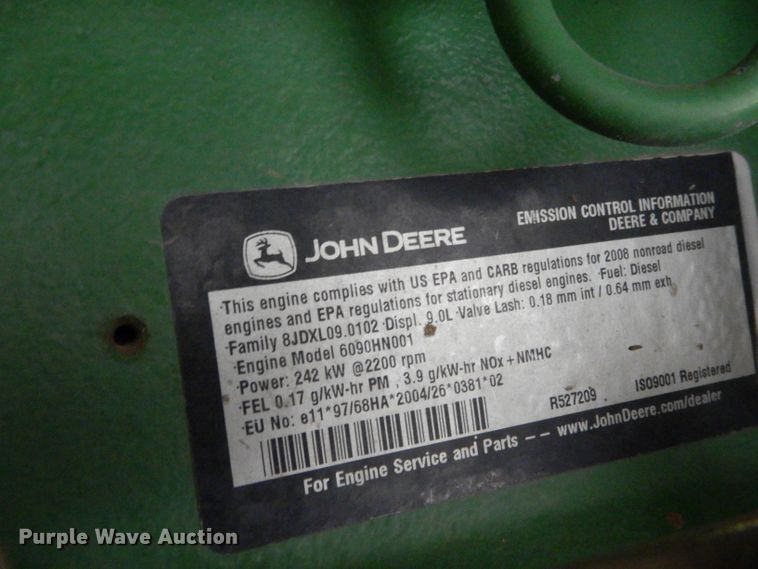 EMISSION CONTROL INFORMATION
DEERE & COMPANY
JOHN DEERE
·This engine complies with US EPA and CARB regulations for 2008 nonroad diesel
engines and EPA regulations for stationary diesel engines. ·Fuel: Diesel
·Family 8JDXL09.0102 ·Displ. 9.0L ·Valve Lash: 0.18 mm int / 0.64 mm exh
·Engine Model 6090HN001
·Power: 242 kW @2200 rpm
·FEL 0.17 g/kW-hr PM , 3.9 g/kW-hr NOx + NMHC
·EU No: e11*97/68HA*2004/26*0381*02
R527209 ISO9001 Registered
For Engine Service and Parts -- www.JohnDeere.com/dealer
Purple Wave Auction